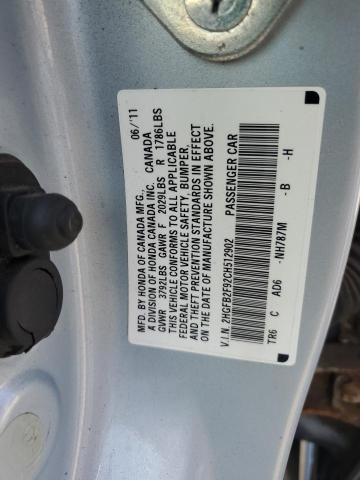 06/'11
MFD. BY HONDA OF CANADA MFG.,
A DIVISION OF HONDA CANADA INC. CANADA
GVWR 3792LBS GAWR F 2029LBS R 1786LBS
THIS VEHICLE CONFORMS TO ALL APPLICABLE
FEDERAL MOTOR VEHICLE SAFETY, BUMPER,
AND THEFT PREVENTION STANDARDS IN EFFECT
ON THE DATE OF MANUFACTURE SHOWN ABOVE.
V.I.N. 2HGFB2F92CH512902 PASSENGER CAR
TR6 C AD6 -NH787M -B -H